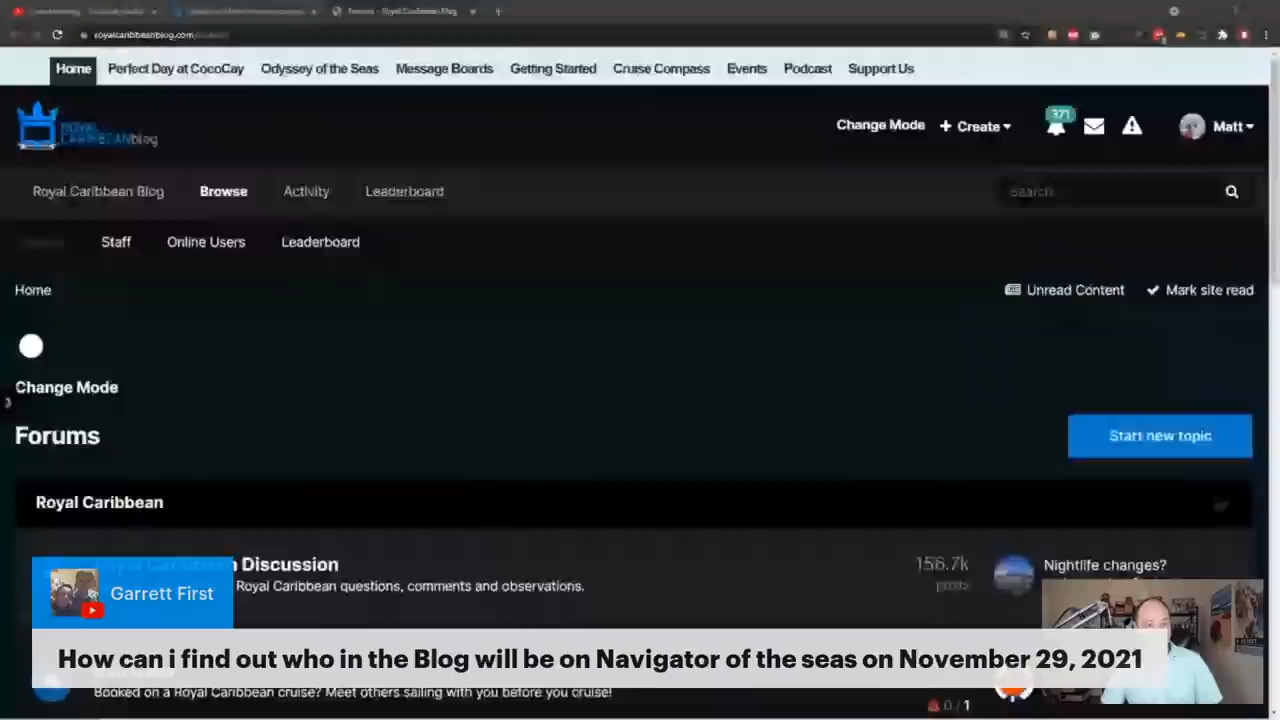 royalcaribbeanblog.com
Home Perfect Day at CocoCay Odyssey of the Seas Message Boards Getting Started Cruise Compass Events Podcast Support Us
ROYAL CARIBBEANblog
Change Mode + Create 371 Matt
Royal Caribbean Blog Browse Activity Leaderboard Search
Staff Online Users Leaderboard
Home Unread Content Mark site read
Change Mode
Forums Start new topic
Royal Caribbean
Discussion 156.7k Nightlife changes?
Royal Caribbean questions, comments and observations. posts
Garrett First
How can i find out who in the Blog will be on Navigator of the seas on November 29, 2021
Booked on a Royal Caribbean cruise? Meet others sailing with you before you cruise!
0 / 1